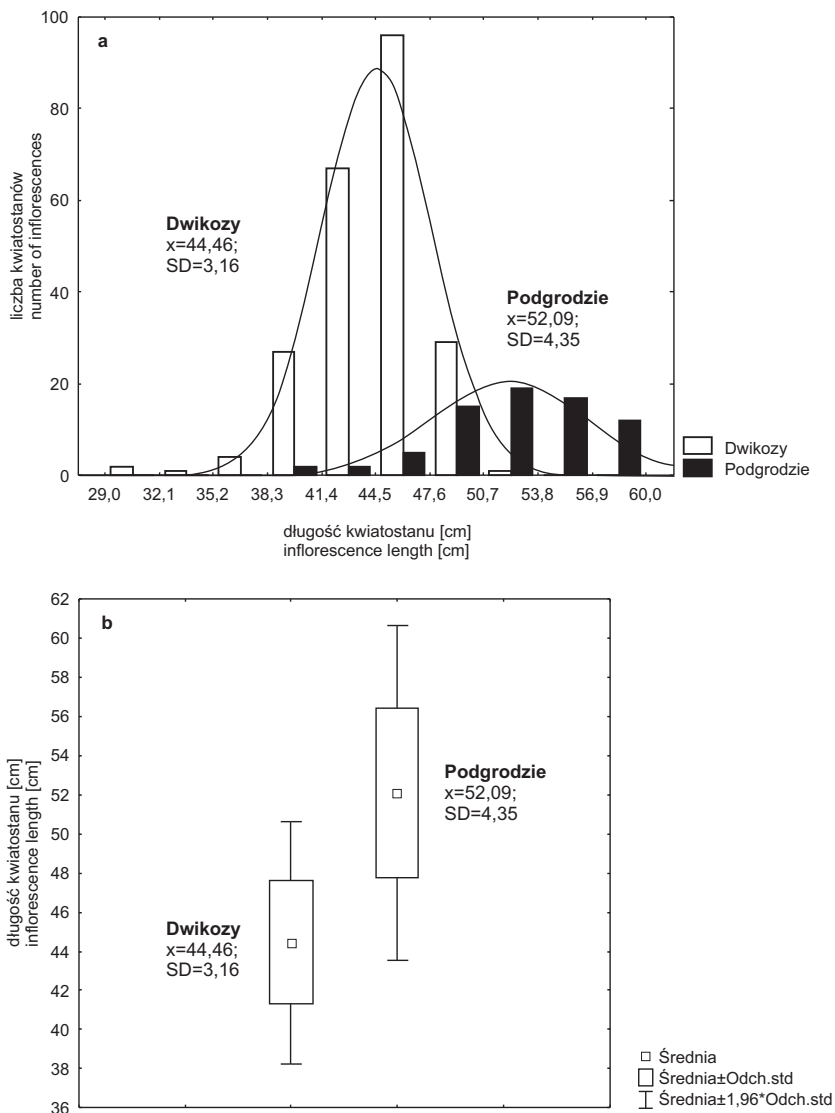 a
100
80
60
40
20
0
liczba kwiatostanów
number of inflorescences
Dwikozy
x=44,46;
SD=3,16
Podgrodzie
x=52,09;
SD=4,35
Dwikozy
Podgrodzie
29,0 32,1 35,2 38,3 41,4 44,5 47,6 50,7 53,8 56,9 60,0
długość kwiatostanu [cm]
inflorescence length [cm]
b
62
60
58
56
54
52
50
48
46
44
42
40
38
36
długość kwiatostanu [cm]
inflorescence length [cm]
Podgrodzie
x=52,09;
SD=4,35
Dwikozy
x=44,46;
SD=3,16
Średnia
Średnia±Odch.std
Średnia±1,96*Odch.std